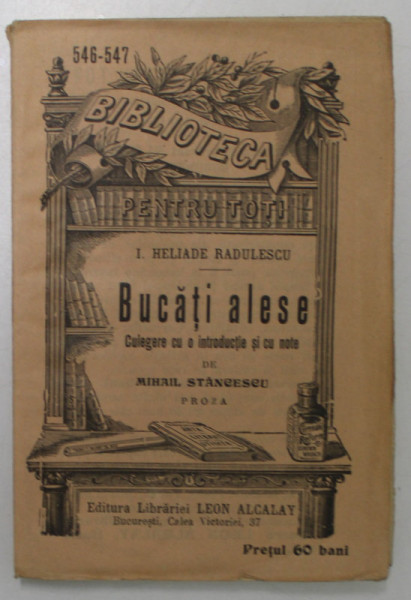 546-547
BIBLIOTECA
PENTRU TOȚI
I. HELIADE RADULESCU
Bucăți alese
Culegere cu o introducție și cu note
DE
MIHAIL STĂNCESCU
PROZA
Editura Librăriei LEON ALCALAY
București, Calea Victoriei, 37
Prețul 60 bani